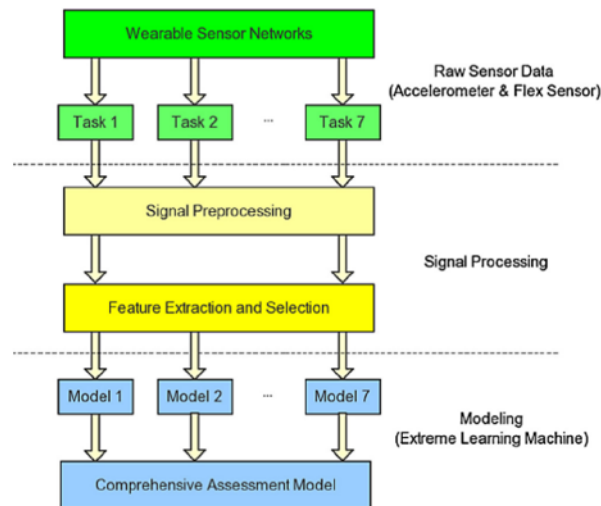 Wearable Sensor Networks
Raw Sensor Data
(Accelerometer & Flex Sensor)
Task 1
Task 2
...
Task 7
Signal Preprocessing
Signal Processing
Feature Extraction and Selection
Model 1
Model 2
...
Model 7
Modeling
(Extreme Learning Machine)
Comprehensive Assessment Model